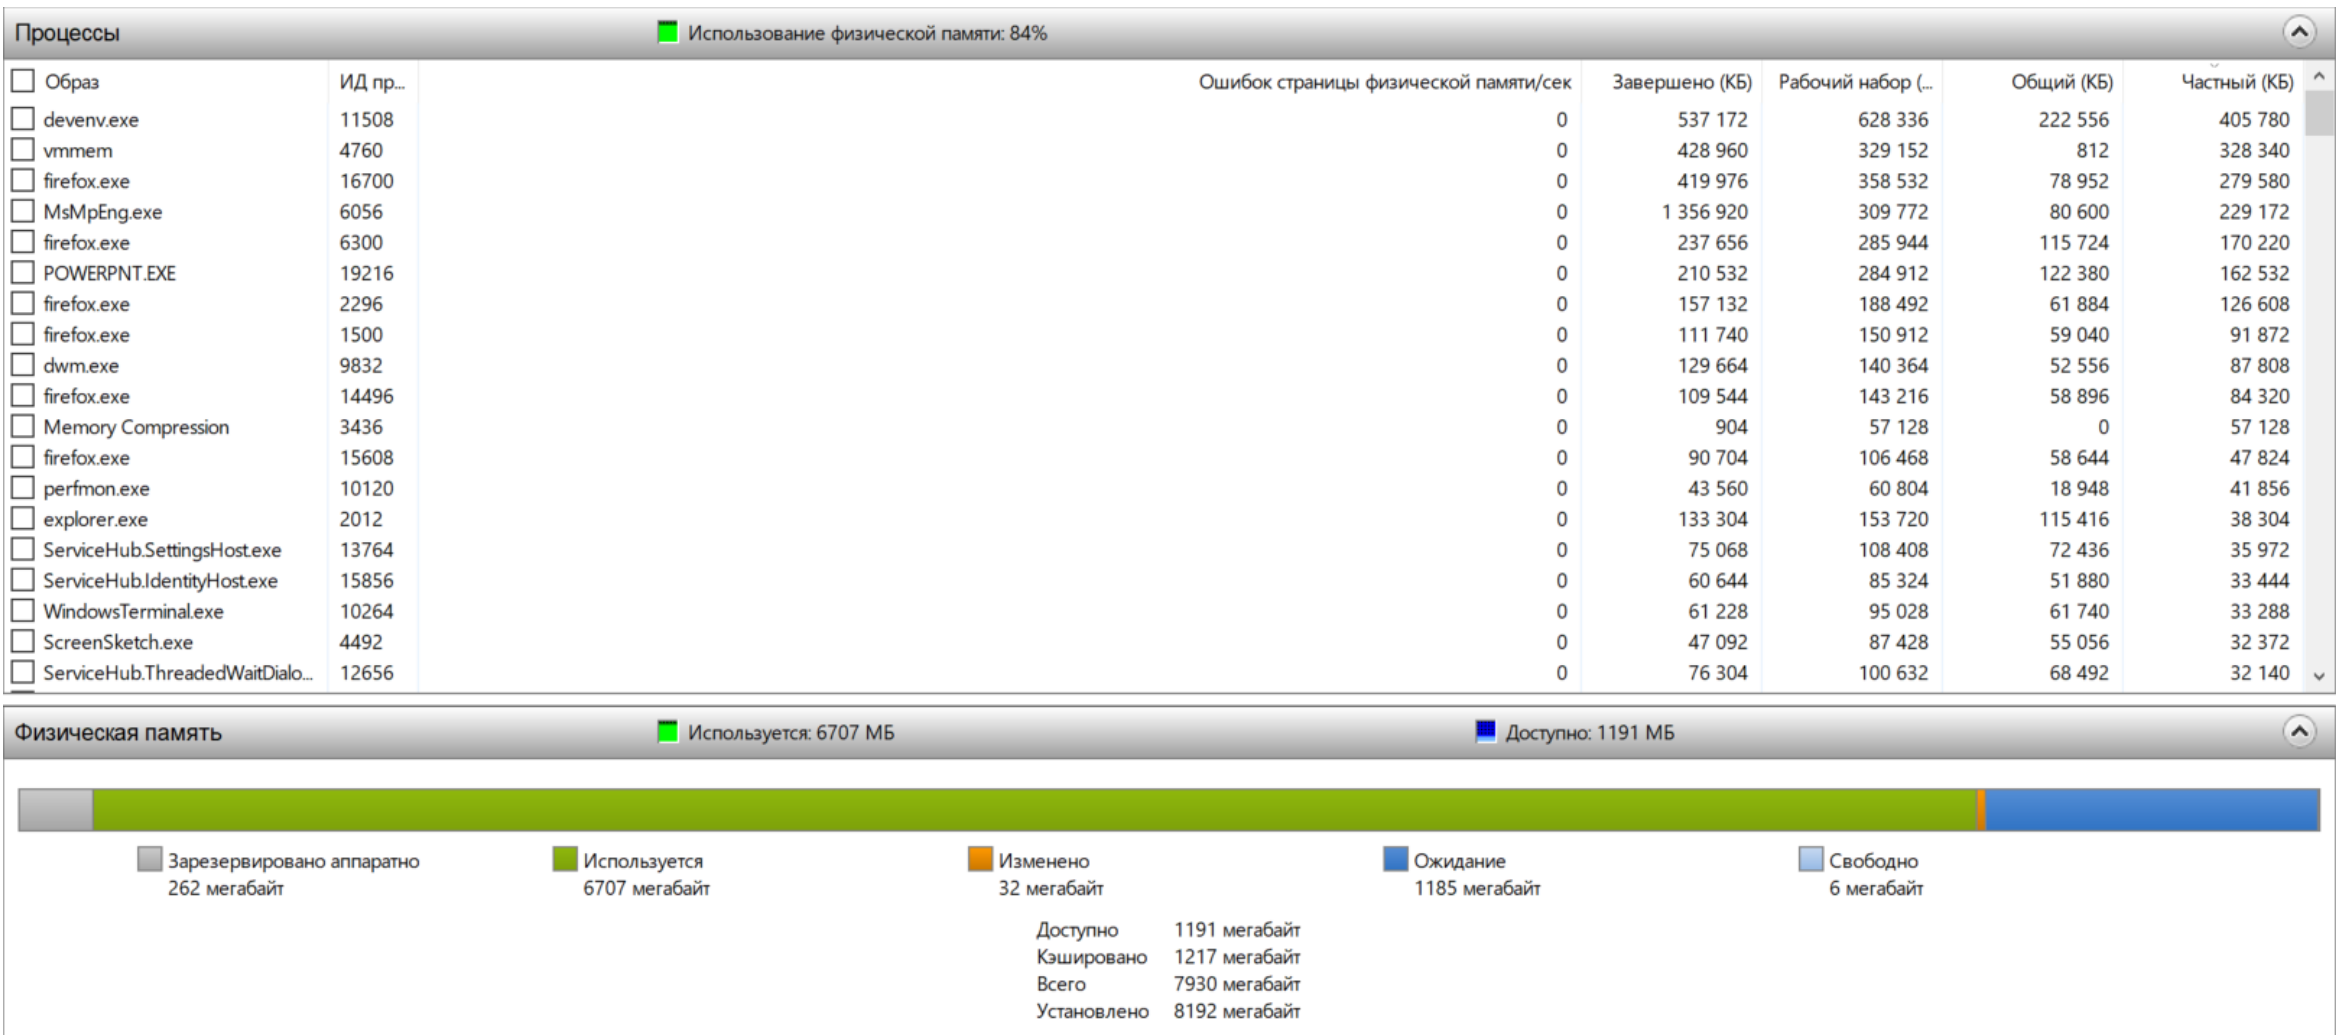 Процессы Использование физической памяти: 84%
Образ ИД пр... Ошибок страницы физической памяти/сек Завершено (КБ) Рабочий набор (... Общий (КБ) Частный (КБ)
devenv.exe 11508 0 537 172 628 336 222 556 405 780
vmmem 4760 0 428 960 329 152 812 328 340
firefox.exe 16700 0 419 976 358 532 78 952 279 580
MsMpEng.exe 6056 0 1 356 920 309 772 80 600 229 172
firefox.exe 6300 0 237 656 285 944 115 724 170 220
POWERPNT.EXE 19216 0 210 532 284 912 122 380 162 532
firefox.exe 2296 0 157 132 188 492 61 884 126 608
firefox.exe 1500 0 111 740 150 912 59 040 91 872
dwm.exe 9832 0 129 664 140 364 52 556 87 808
firefox.exe 14496 0 109 544 143 216 58 896 84 320
Memory Compression 3436 0 904 57 128 0 57 128
firefox.exe 15608 0 90 704 106 468 58 644 47 824
perfmon.exe 10120 0 43 560 60 804 18 948 41 856
explorer.exe 2012 0 133 304 153 720 115 416 38 304
ServiceHub.SettingsHost.exe 13764 0 75 068 108 408 72 436 35 972
ServiceHub.IdentityHost.exe 15856 0 60 644 85 324 51 880 33 444
WindowsTerminal.exe 10264 0 61 228 95 028 61 740 33 288
ScreenSketch.exe 4492 0 47 092 87 428 55 056 32 372
ServiceHub.ThreadedWaitDialo... 12656 0 76 304 100 632 68 492 32 140
Физическая память Используется: 6707 МБ Доступно: 1191 МБ
Зарезервировано аппаратно Используется Изменено Ожидание Свободно
262 мегабайт 6707 мегабайт 32 мегабайт 1185 мегабайт 6 мегабайт
Доступно 1191 мегабайт
Кэшировано 1217 мегабайт
Всего 7930 мегабайт
Установлено 8192 мегабайт